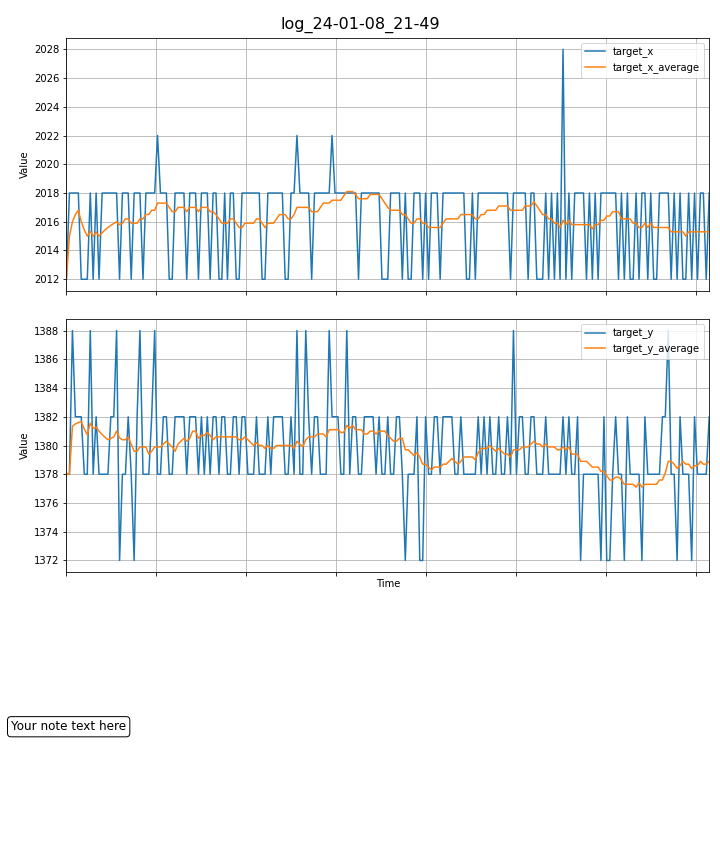 log_24-01-08_21-49
2028
2026
2024
2022
2020
2018
2016
2014
2012
Value
target_x
target_x_average
1388
1386
1384
1382
1380
1378
1376
1374
1372
Value
target_y
target_y_average
Time
Your note text here